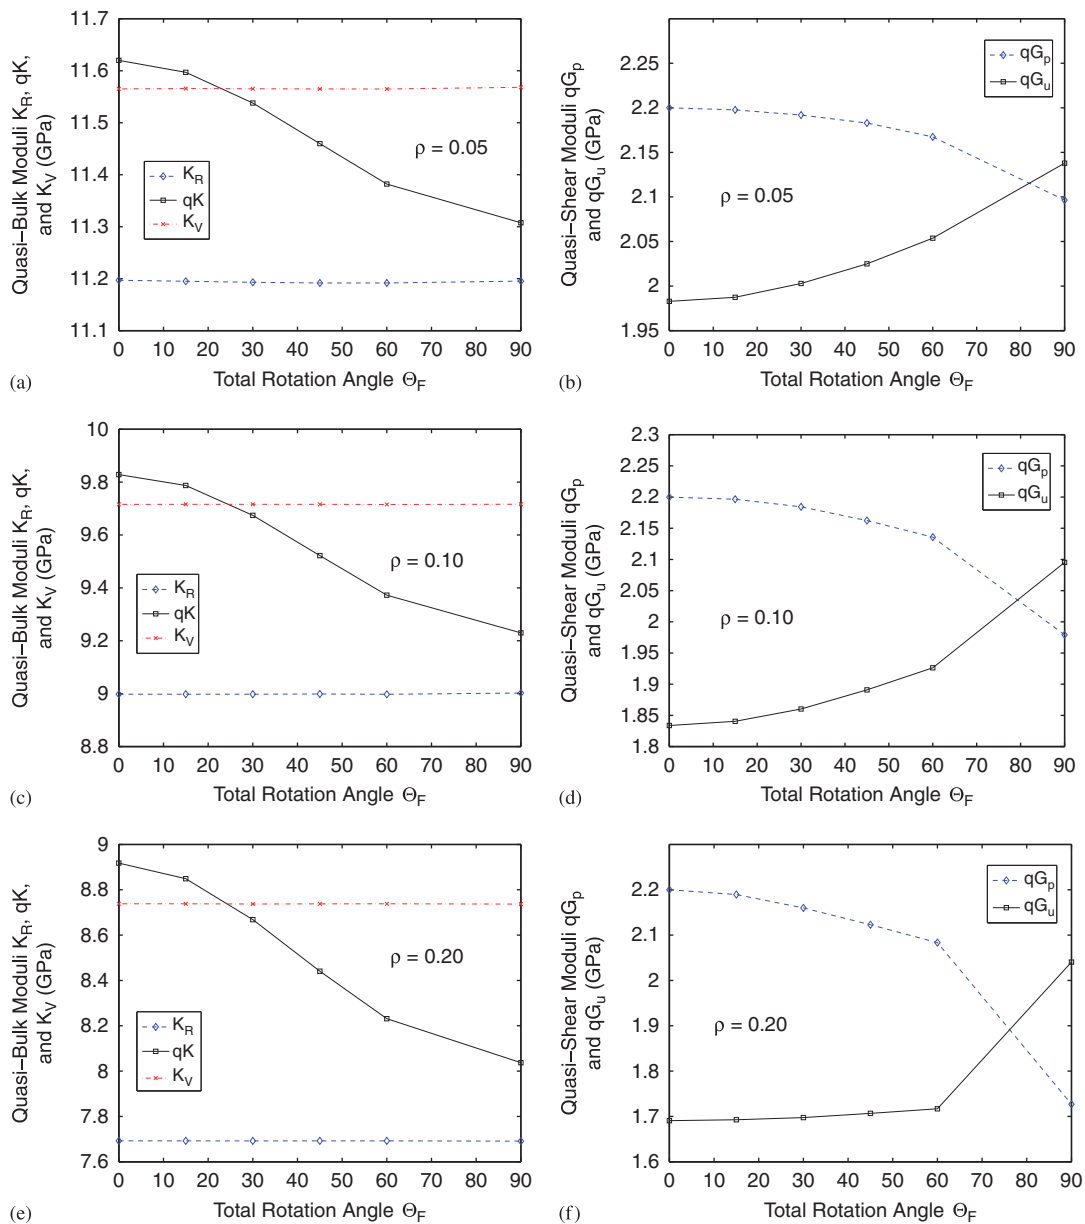 11.7
11.6
11.5
11.4
11.3
11.2
11.1
Quasi−Bulk Moduli K_R, qK,
and K_V (GPa)
K_R
qK
K_V
ρ = 0.05
0 10 20 30 40 50 60 70 80 90
(a)
Total Rotation Angle Θ_F
2.25
2.2
2.15
2.1
2.05
2
1.95
Quasi−Shear Moduli qG_p
and qG_u (GPa)
qG_p
qG_u
ρ = 0.05
0 10 20 30 40 50 60 70 80 90
(b)
Total Rotation Angle Θ_F
10
9.8
9.6
9.4
9.2
9
8.8
Quasi−Bulk Moduli K_R, qK,
and K_V (GPa)
ρ = 0.10
K_R
qK
K_V
0 10 20 30 40 50 60 70 80 90
(c)
Total Rotation Angle Θ_F
2.3
2.25
2.2
2.15
2.1
2.05
2
1.95
1.9
1.85
1.8
Quasi−Shear Moduli qG_p
and qG_u (GPa)
qG_p
qG_u
ρ = 0.10
0 10 20 30 40 50 60 70 80 90
(d)
Total Rotation Angle Θ_F
9
8.8
8.6
8.4
8.2
8
7.8
7.6
Quasi−Bulk Moduli K_R, qK,
and K_V (GPa)
ρ = 0.20
K_R
qK
K_V
0 10 20 30 40 50 60 70 80 90
(e)
Total Rotation Angle Θ_F
2.2
2.1
2
1.9
1.8
1.7
1.6
Quasi−Shear Moduli qG_p
and qG_u (GPa)
qG_p
qG_u
ρ = 0.20
0 10 20 30 40 50 60 70 80 90
(f)
Total Rotation Angle Θ_F